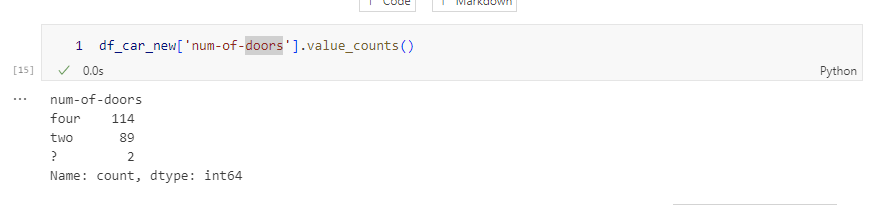 Code Markdown
1 df_car_new['num-of-doors'].value_counts()
[15] ✓ 0.0s Python
... num-of-doors
four    114
two      89
?         2
Name: count, dtype: int64